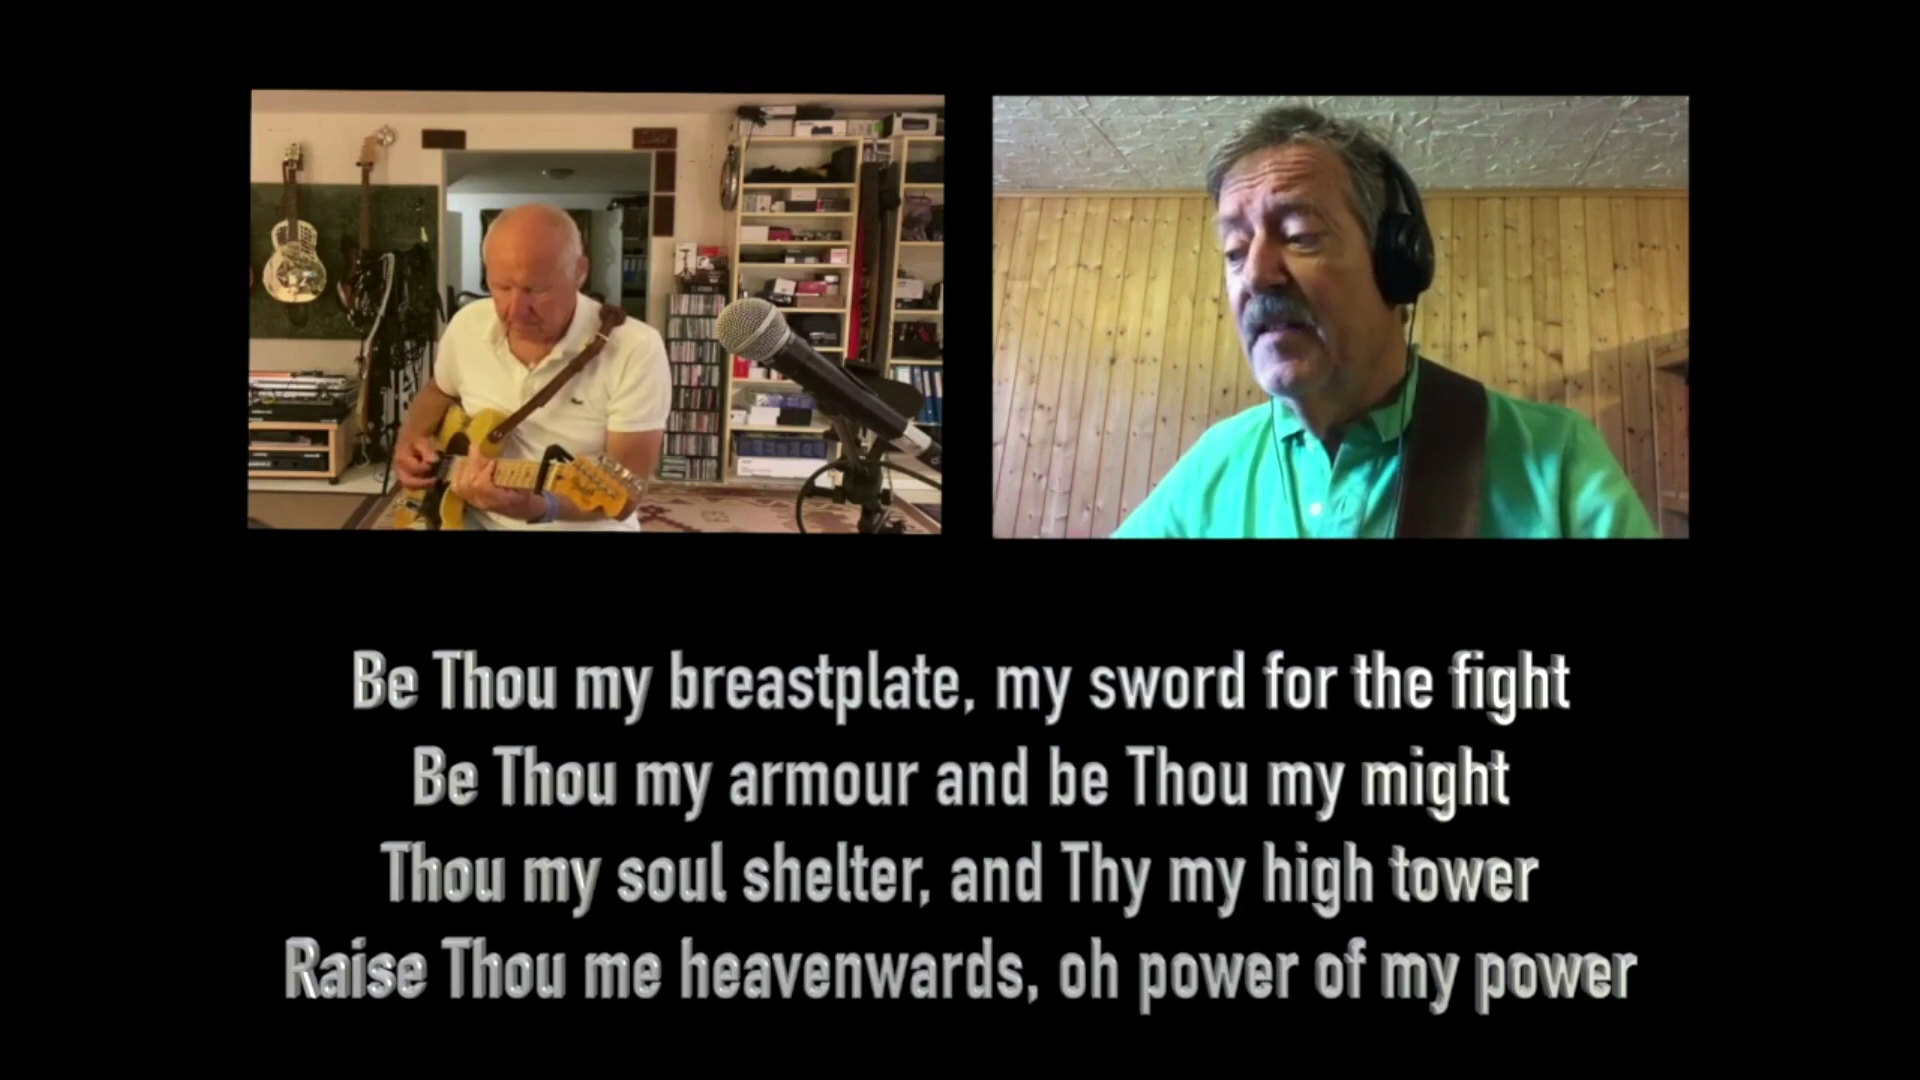 Be Thou my breastplate, my sword for the fight
Be Thou my armour and be Thou my might
Thou my soul shelter, and Thy my high tower
Raise Thou me heavenwards, oh power of my power